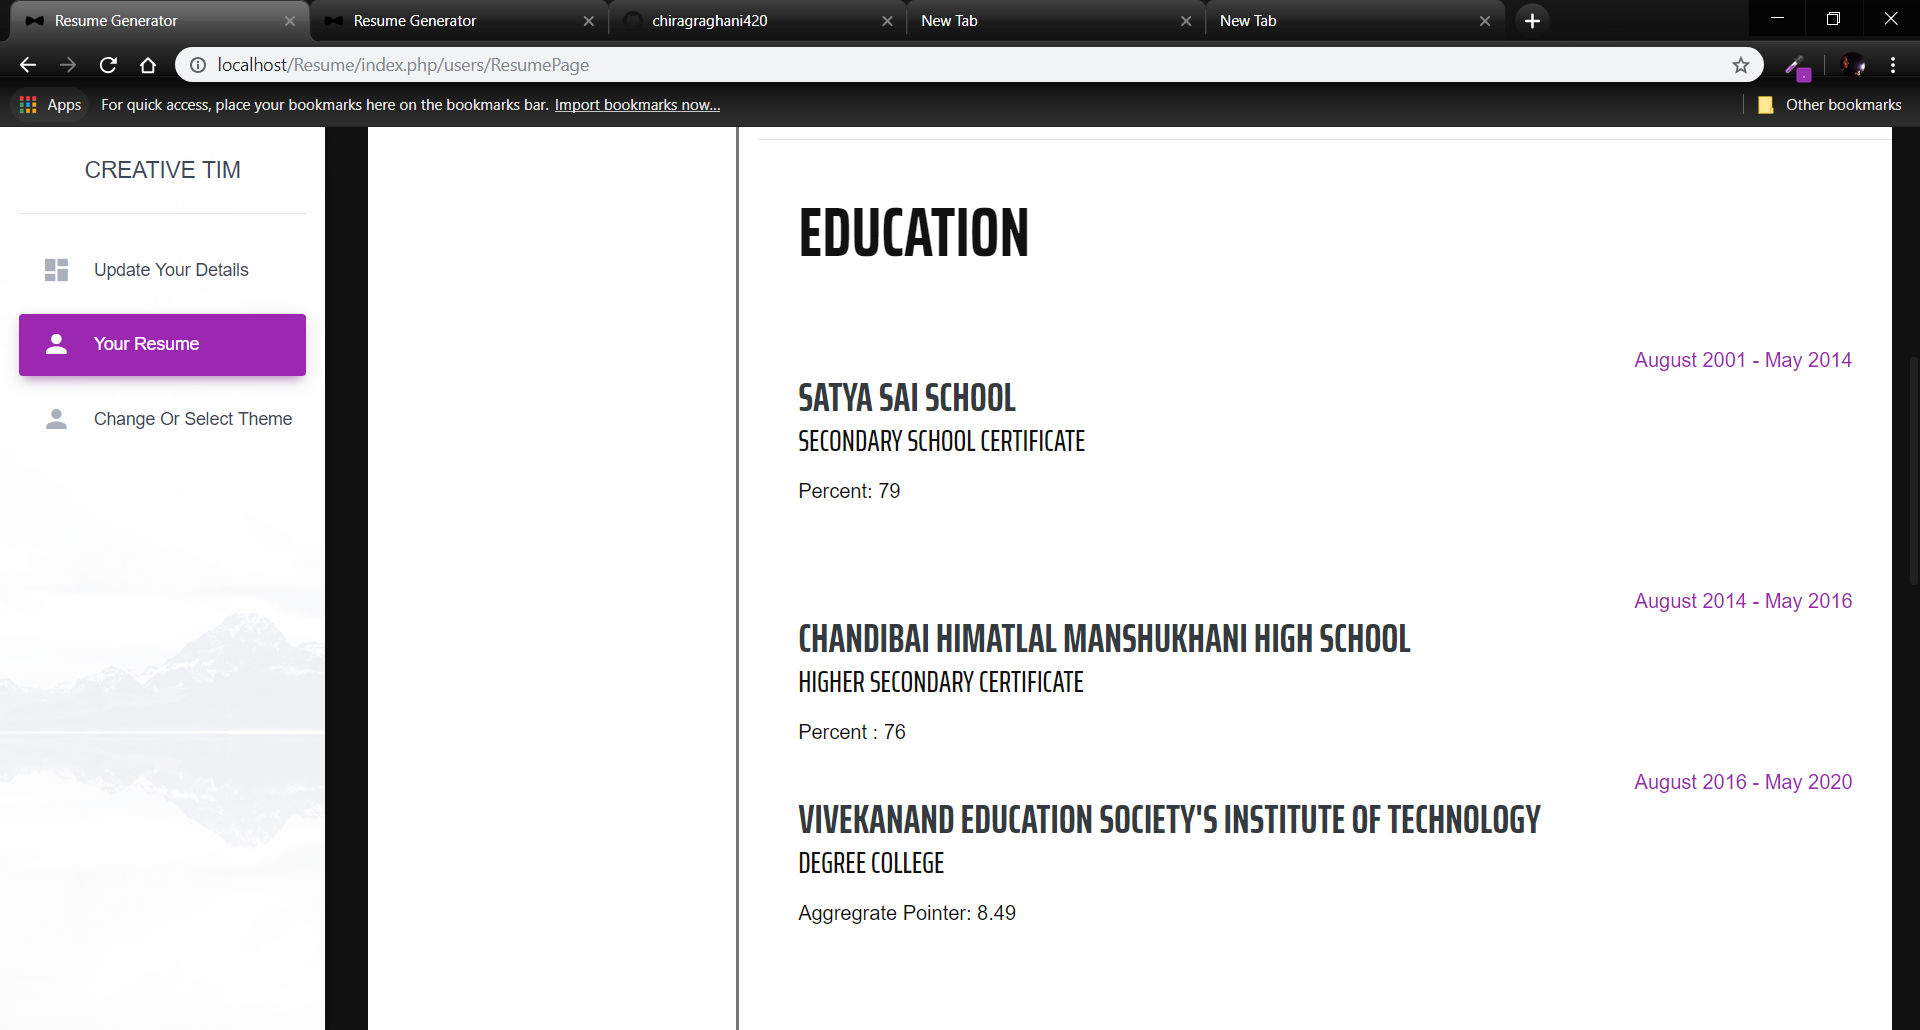 Resume Generator
Resume Generator
chiragraghani420
New Tab
New Tab
localhost/Resume/index.php/users/ResumePage
Apps
For quick access, place your bookmarks here on the bookmarks bar. Import bookmarks now...
Other bookmarks
CREATIVE TIM
Update Your Details
Your Resume
Change Or Select Theme
EDUCATION
August 2001 - May 2014
SATYA SAI SCHOOL
SECONDARY SCHOOL CERTIFICATE
Percent: 79
August 2014 - May 2016
CHANDIBAI HIMATLAL MANSHUKHANI HIGH SCHOOL
HIGHER SECONDARY CERTIFICATE
Percent : 76
August 2016 - May 2020
VIVEKANAND EDUCATION SOCIETY'S INSTITUTE OF TECHNOLOGY
DEGREE COLLEGE
Aggregrate Pointer: 8.49